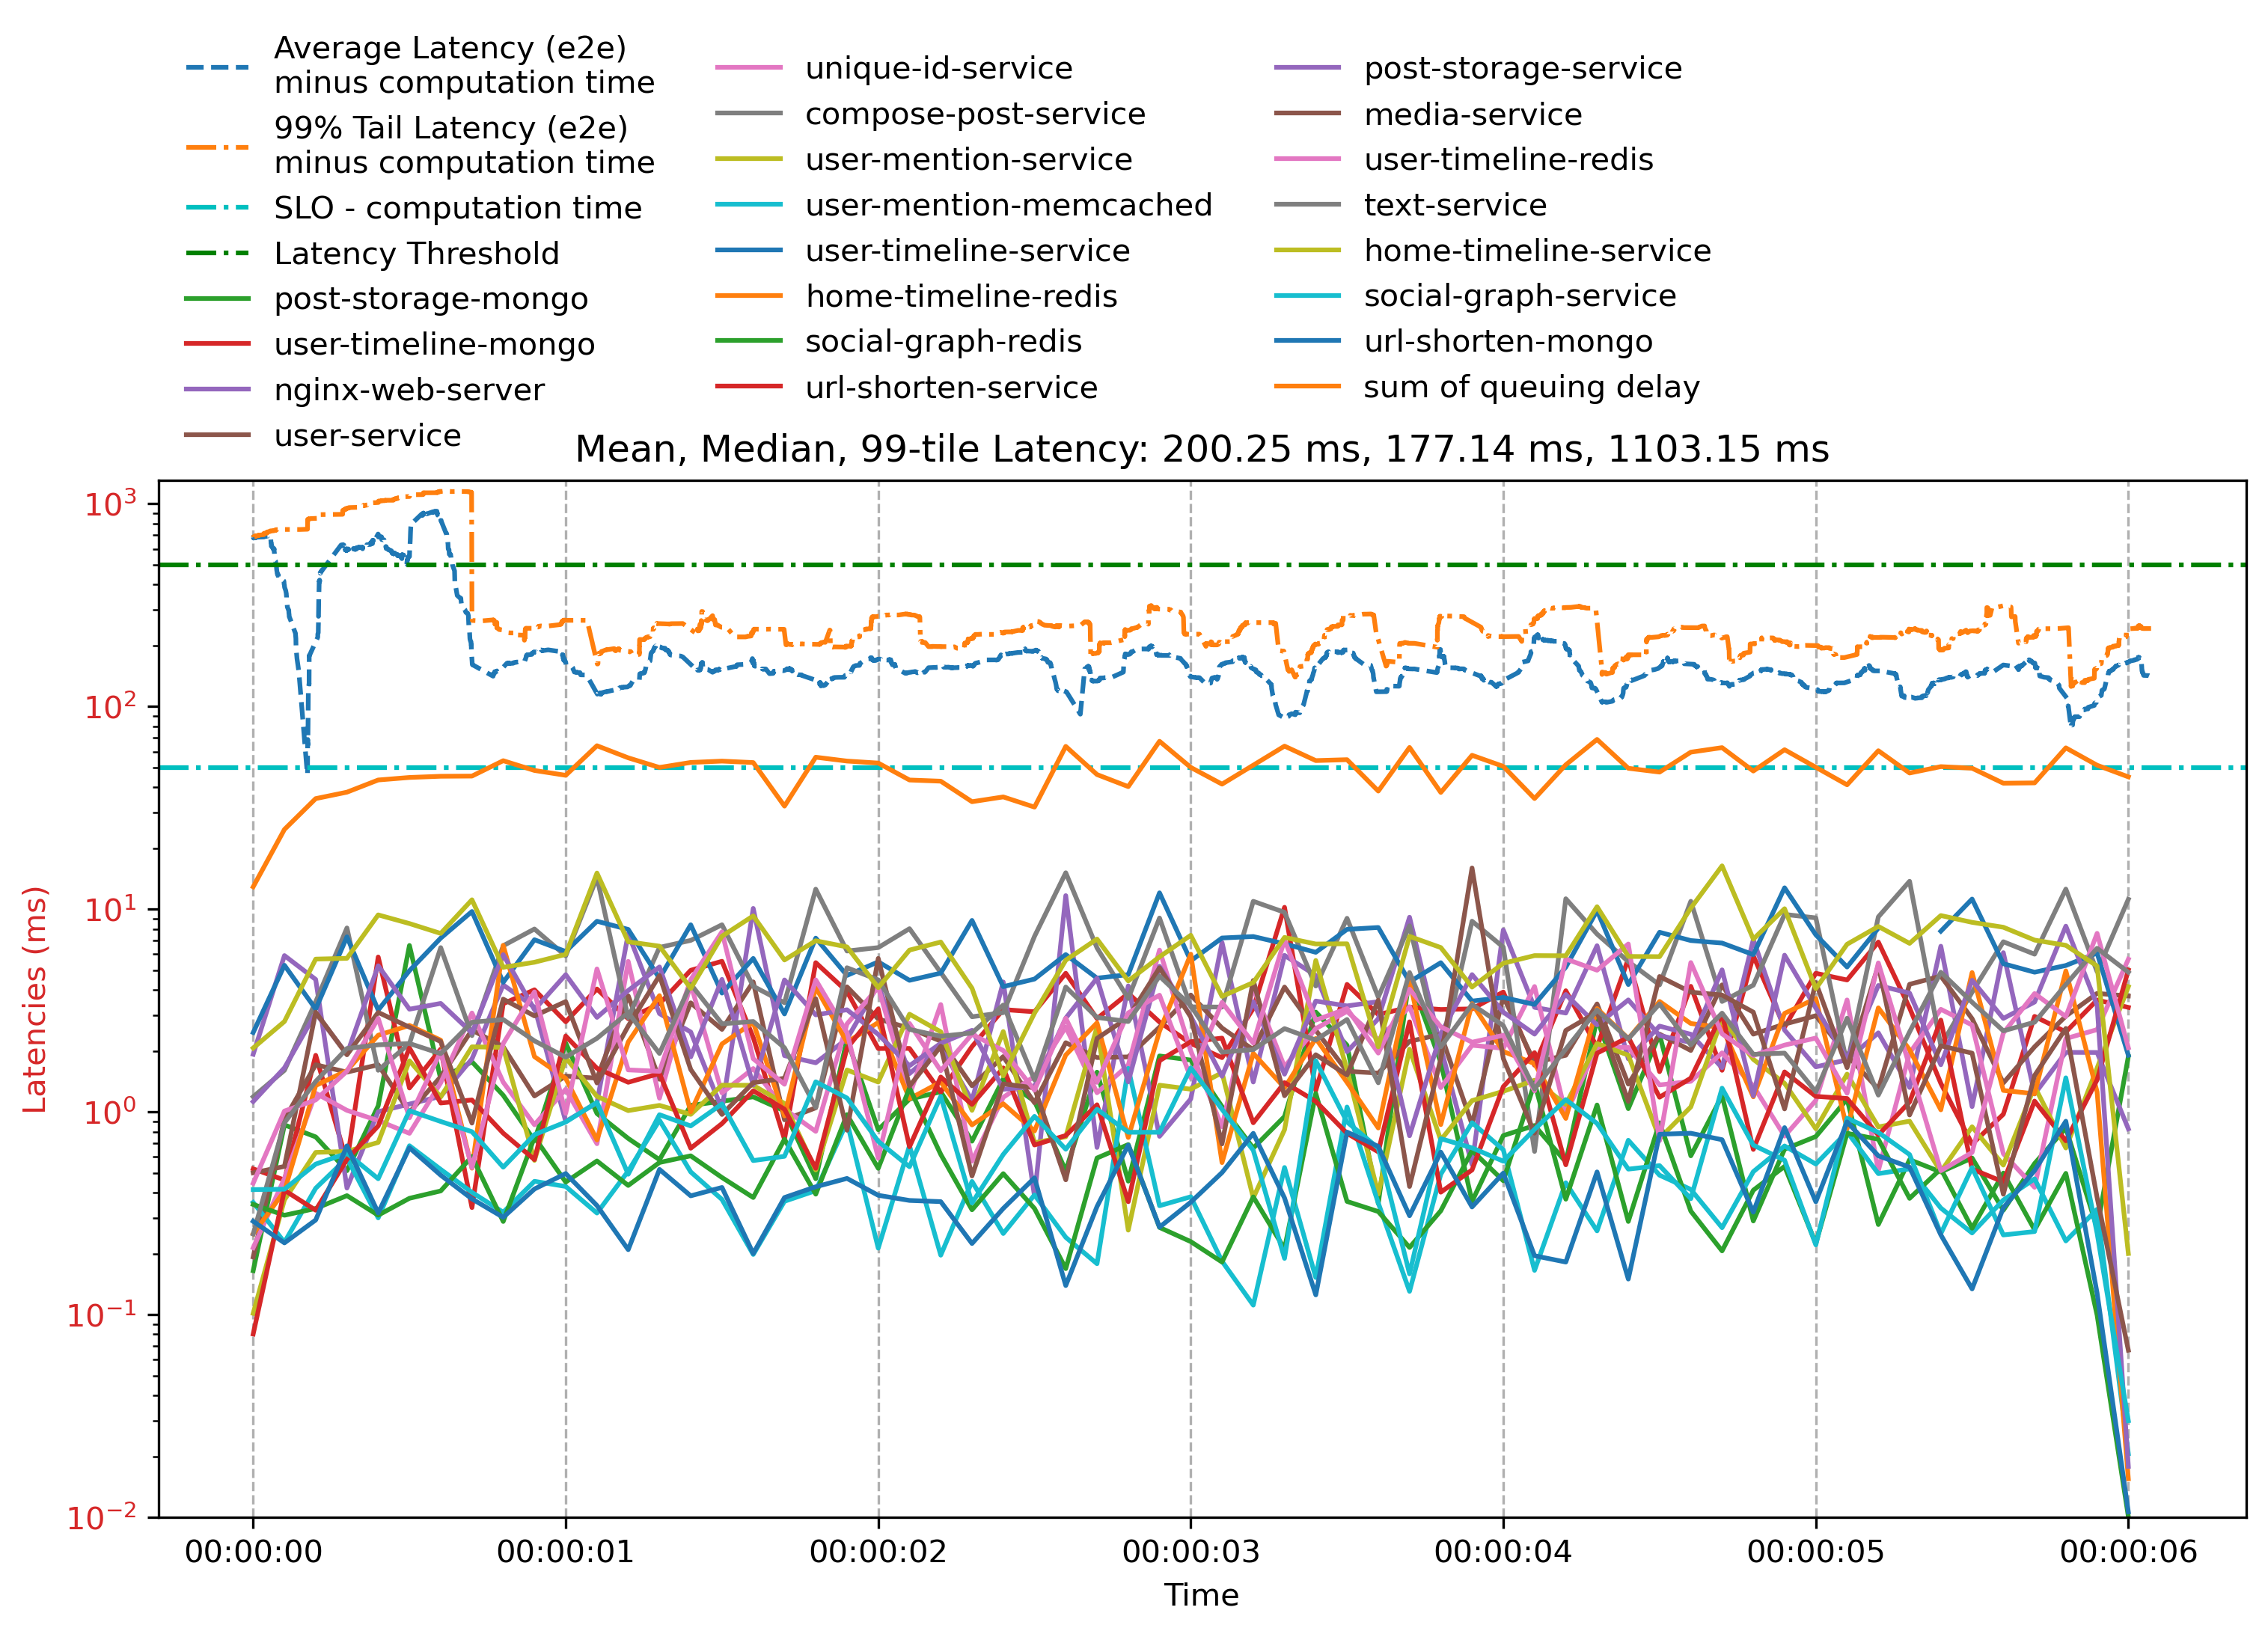 Average Latency (e2e)
minus computation time
99% Tail Latency (e2e)
minus computation time
SLO - computation time
Latency Threshold
post-storage-mongo
user-timeline-mongo
nginx-web-server
user-service
unique-id-service
compose-post-service
user-mention-service
user-mention-memcached
user-timeline-service
home-timeline-redis
social-graph-redis
url-shorten-service
post-storage-service
media-service
user-timeline-redis
text-service
home-timeline-service
social-graph-service
url-shorten-mongo
sum of queuing delay
Mean, Median, 99-tile Latency: 200.25 ms, 177.14 ms, 1103.15 ms
Latencies (ms)
10³
10²
10¹
10⁰
10⁻¹
10⁻²
00:00:00
00:00:01
00:00:02
00:00:03
00:00:04
00:00:05
00:00:06
Time